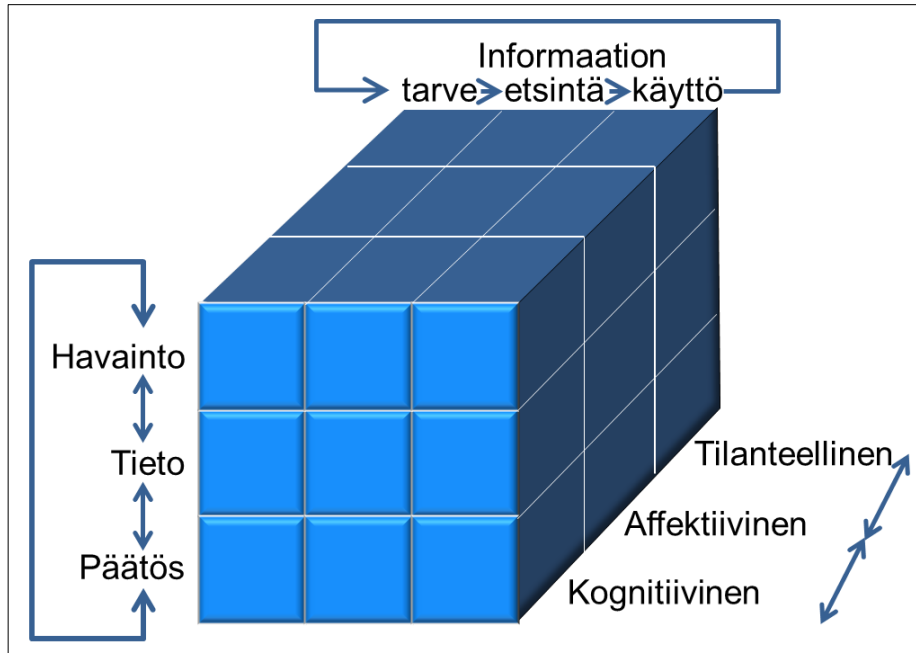 Informaation
tarve etsintä käyttö
Havainto
Tieto
Päätös
Tilanteellinen
Affektiivinen
Kognitiivinen